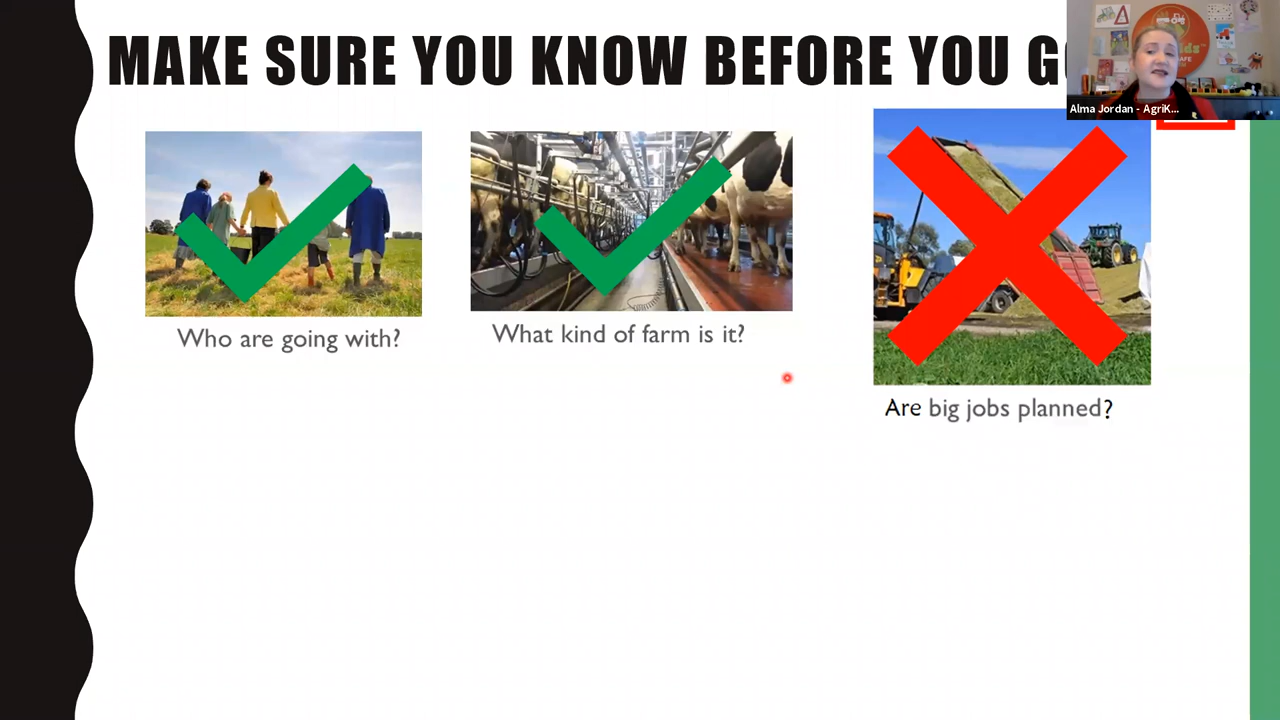 MAKE SURE YOU KNOW BEFORE YOU
Alma Jordan - AgriK...
Who are going with?
What kind of farm is it?
Are big jobs planned?